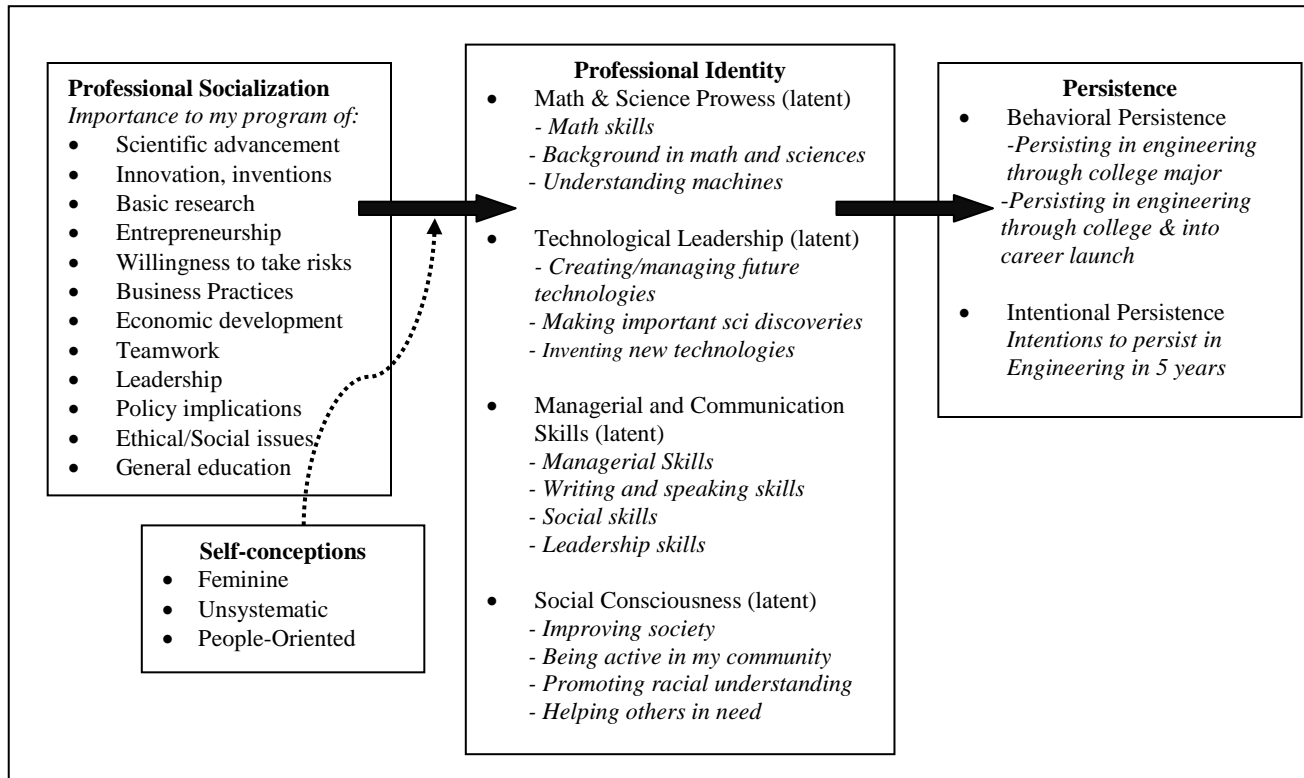 Professional Socialization
Importance to my program of:
• Scientific advancement
• Innovation, inventions
• Basic research
• Entrepreneurship
• Willingness to take risks
• Business Practices
• Economic development
• Teamwork
• Leadership
• Policy implications
• Ethical/Social issues
• General education
Self-conceptions
• Feminine
• Unsystematic
• People-Oriented
Professional Identity
• Math & Science Prowess (latent)
- Math skills
- Background in math and sciences
- Understanding machines
• Technological Leadership (latent)
- Creating/managing future
technologies
- Making important sci discoveries
- Inventing new technologies
• Managerial and Communication
Skills (latent)
- Managerial Skills
- Writing and speaking skills
- Social skills
- Leadership skills
• Social Consciousness (latent)
- Improving society
- Being active in my community
- Promoting racial understanding
- Helping others in need
Persistence
• Behavioral Persistence
-Persisting in engineering
through college major
-Persisting in engineering
through college & into
career launch
• Intentional Persistence
Intentions to persist in
Engineering in 5 years